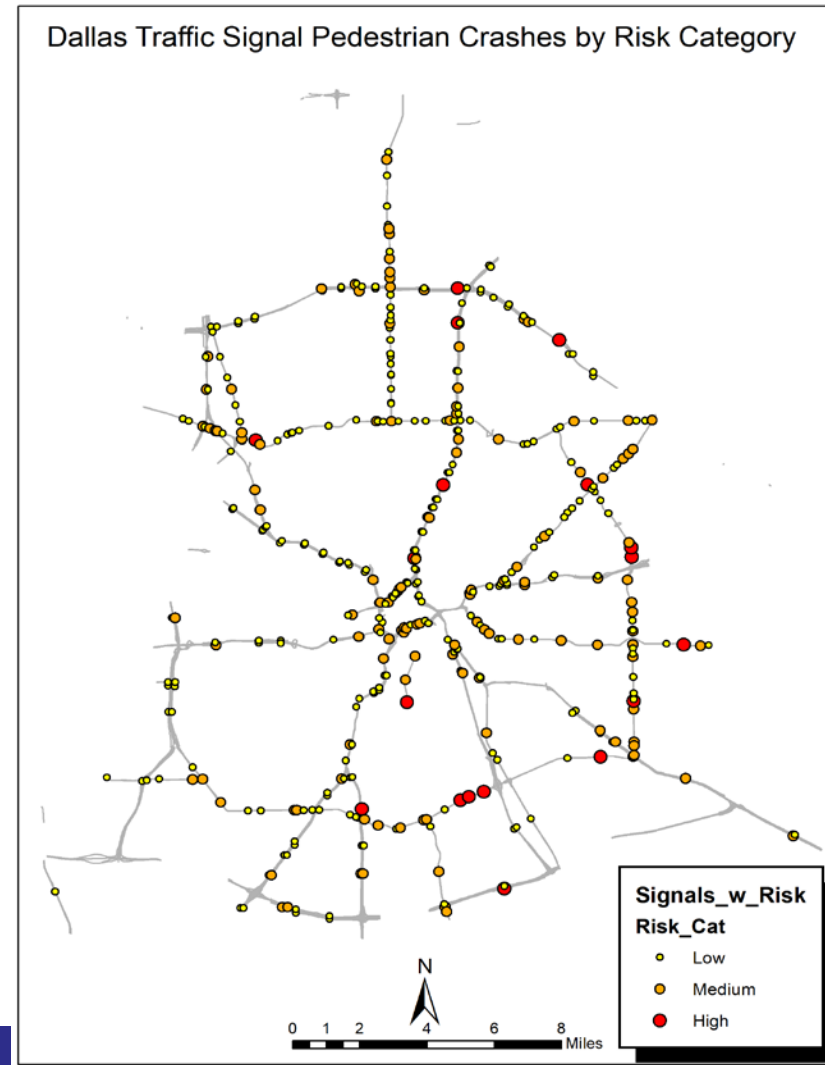 Dallas Traffic Signal Pedestrian Crashes by Risk Category
Signals_w_Risk
Risk_Cat
Low
Medium
High
N
0 1 2 4 6 8
Miles